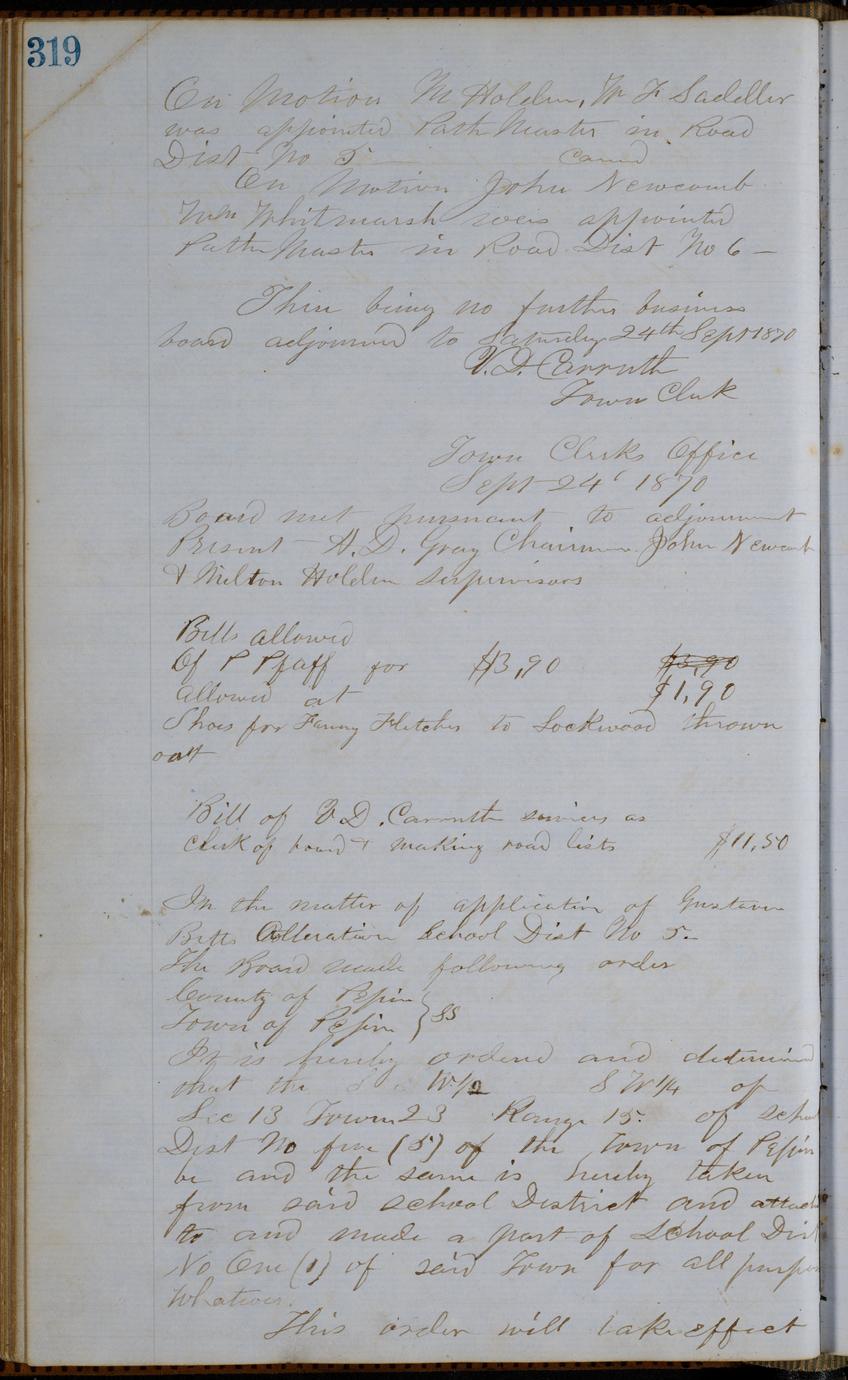 319
On Motion M Holden, W F Sadeller
was appointed Path Master in Road
Dist No 5 — Carried
On Motion John Newcomb
Wm Whitmarsh was appointed
Path Master in Road Dist No 6 —
There being no further business
board adjourned to Saturday 24th Sept 1870
V. D. Carruth
Town Clerk
Town Clerks Office
Sept 24' 1870
Board met pursuant to adjournment
Present — A. D. Gray Chairman John Newcomb
& Milton Holden Supervisors
Bills allowed
Of P Pfaff for $3,90 $3,90
allowed at $1,90
Shoes for Fanny Fletcher to Lockwood thrown
out
Bill of V D. Carruth services as
Clerk of board & making road lists $11,50
In the matter of application of Gustave
Betts Alteration School Dist No 5-
The Board made following order
County of Pepin
Town of Pepin } SS
It is hereby ordered and determined
that the W 1/2 S W 1/4 of
Sec 13 Town 23 Range 15. of school
Dist No five (5) of the Town of Pepin
be and the same is hereby taken
from said school District and attach
to and made a part of School Dist
No One (1) of said Town for all purpose
Whatever.
This order will take effect